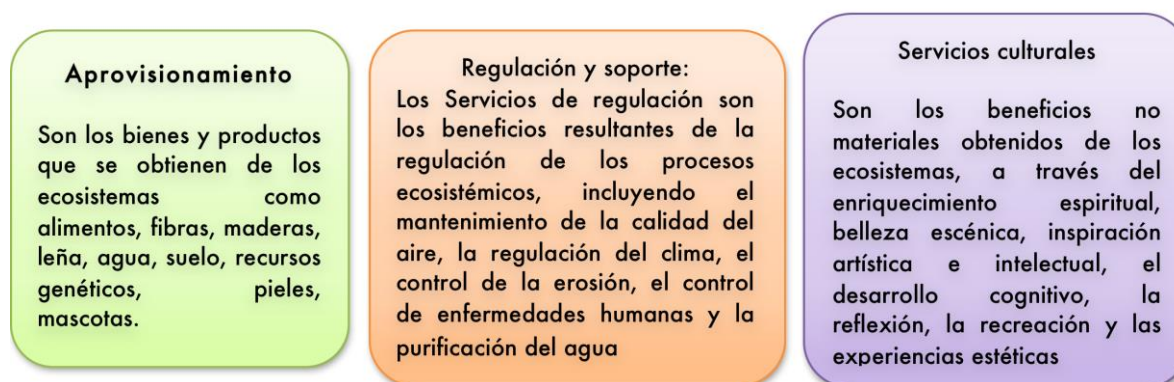 Aprovisionamiento
Son los bienes y productos
que se obtienen de los
ecosistemas como
alimentos, fibras, maderas,
leña, agua, suelo, recursos
genéticos, pieles,
mascotas.
Regulación y soporte:
Los Servicios de regulación son
los beneficios resultantes de la
regulación de los procesos
ecosistémicos, incluyendo el
mantenimiento de la calidad del
aire, la regulación del clima, el
control de la erosión, el control
de enfermedades humanas y la
purificación del agua
Servicios culturales
Son los beneficios no
materiales obtenidos de los
ecosistemas, a través del
enriquecimiento espiritual,
belleza escénica, inspiración
artística e intelectual, el
desarrollo cognitivo, la
reflexión, la recreación y las
experiencias estéticas